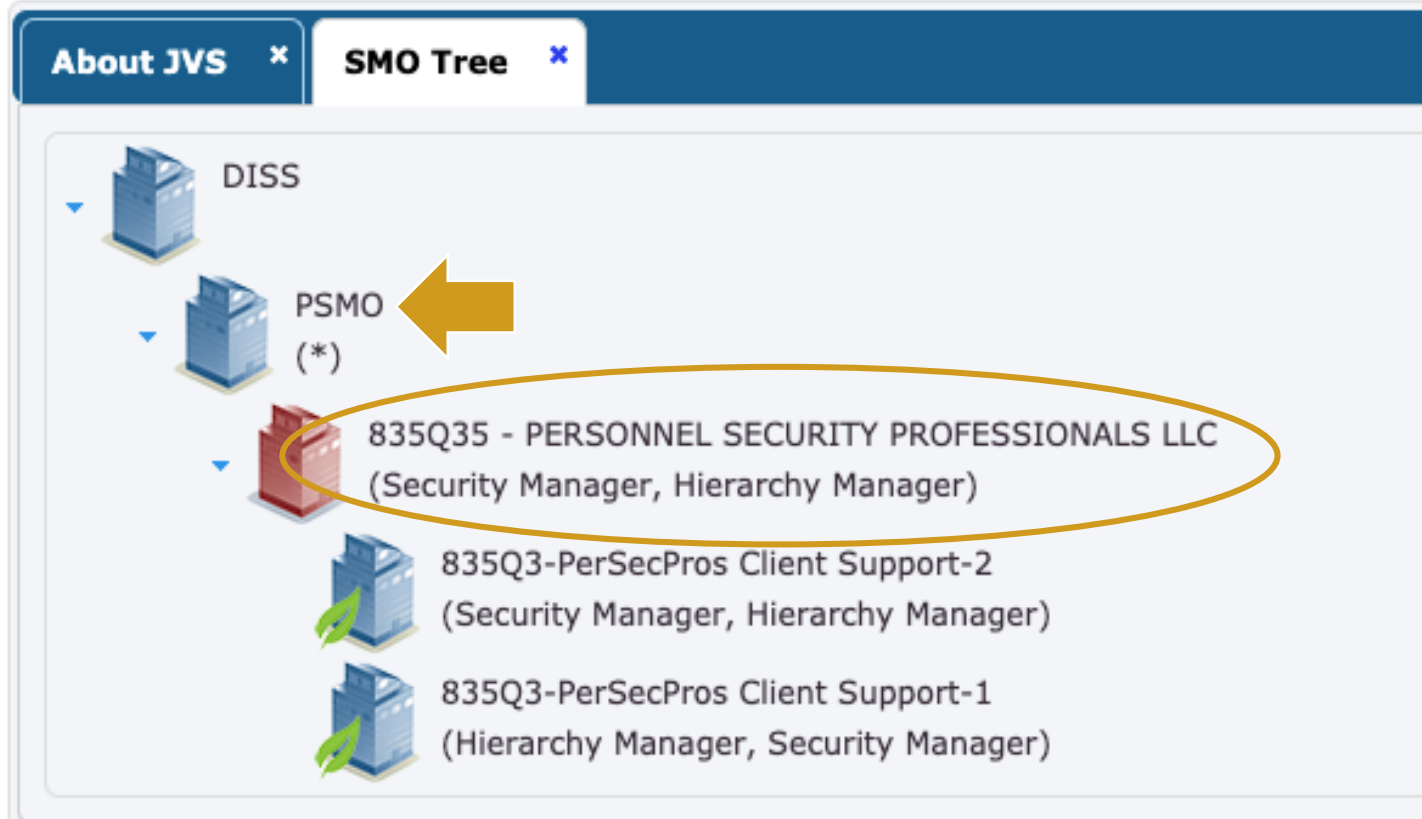 About JVS × SMO Tree ×
DISS
PSMO
(*)
835Q35 - PERSONNEL SECURITY PROFESSIONALS LLC
(Security Manager, Hierarchy Manager)
835Q3-PerSecPros Client Support-2
(Security Manager, Hierarchy Manager)
835Q3-PerSecPros Client Support-1
(Hierarchy Manager, Security Manager)